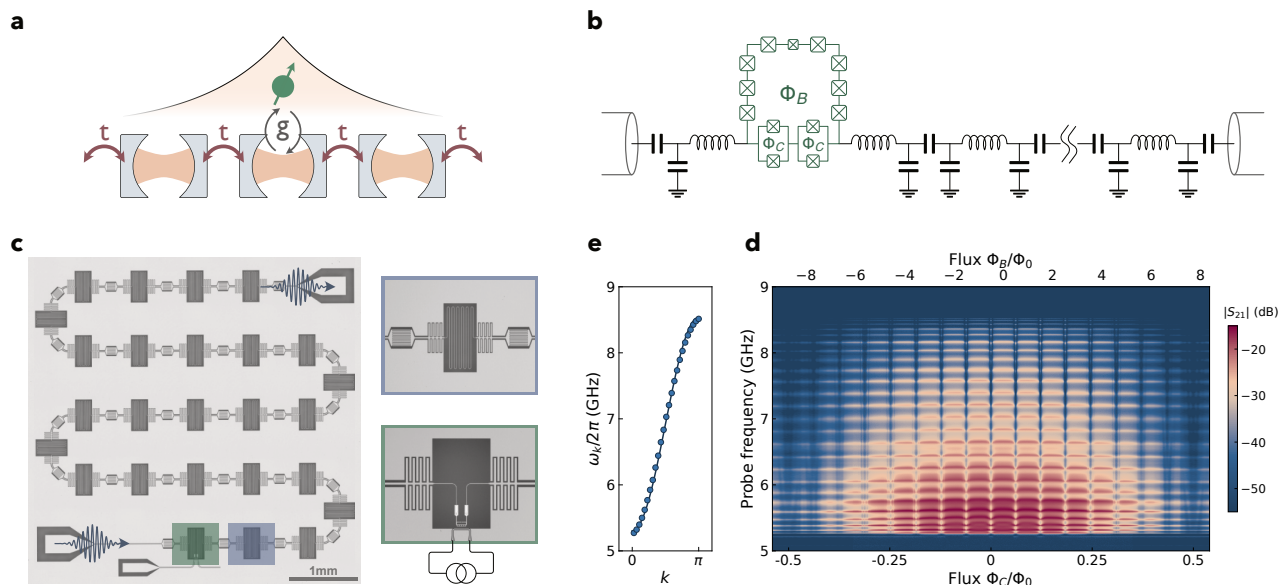 a
t
g
t
t
t
b
Φ_B
Φ_C
Φ_C
c
1mm
e
9
8
7
6
5
ω_k/2π (GHz)
0
π
k
d
Flux Φ_B/Φ_0
-8 -6 -4 -2 0 2 4 6 8
9
8
7
6
5
Probe frequency (GHz)
-0.5 -0.25 0 0.25 0.5
Flux Φ_C/Φ_0
|S_21| (dB)
−20
−30
−40
−50